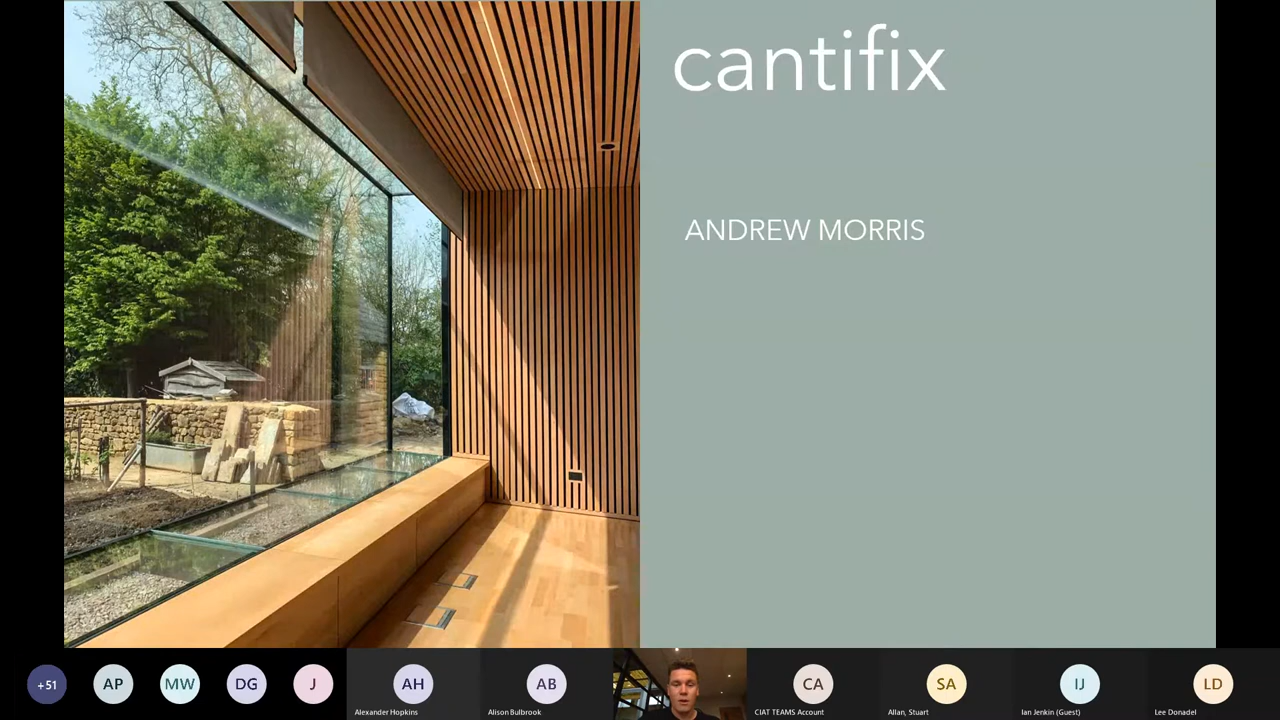 cantifix
ANDREW MORRIS
+51
AP
MW
DG
J
AH
Alexander Hopkins
AB
Alison Bulbrook
CA
CIAT TEAMS Account
SA
Allan, Stuart
IJ
Ian Jenkin (Guest)
LD
Lee Donadel